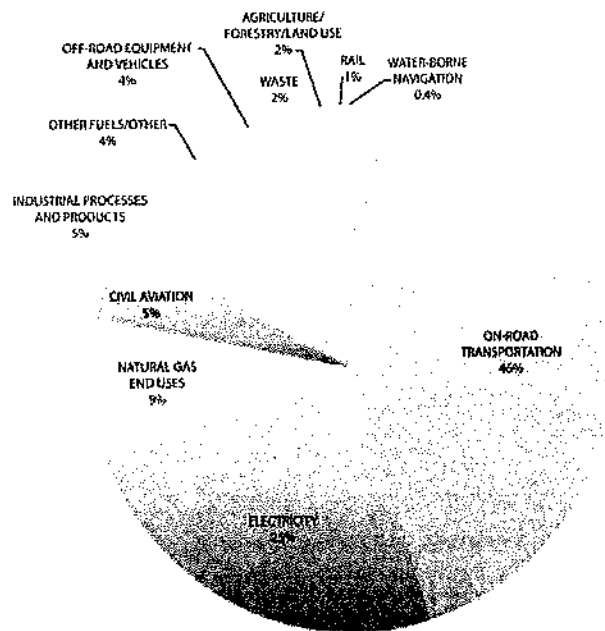 AGRICULTURE/
FORESTRY/LAND USE
2%
OFF-ROAD EQUIPMENT
AND VEHICLES
4%
WASTE
2%
RAIL
1%
WATER-BORNE
NAVIGATION
0.4%
OTHER FUELS/OTHER
4%
INDUSTRIAL PROCESSES
AND PRODUCTS
5%
CIVIL AVIATION
5%
ON-ROAD
TRANSPORTATION
46%
NATURAL GAS
END USES
9%
ELECTRICITY